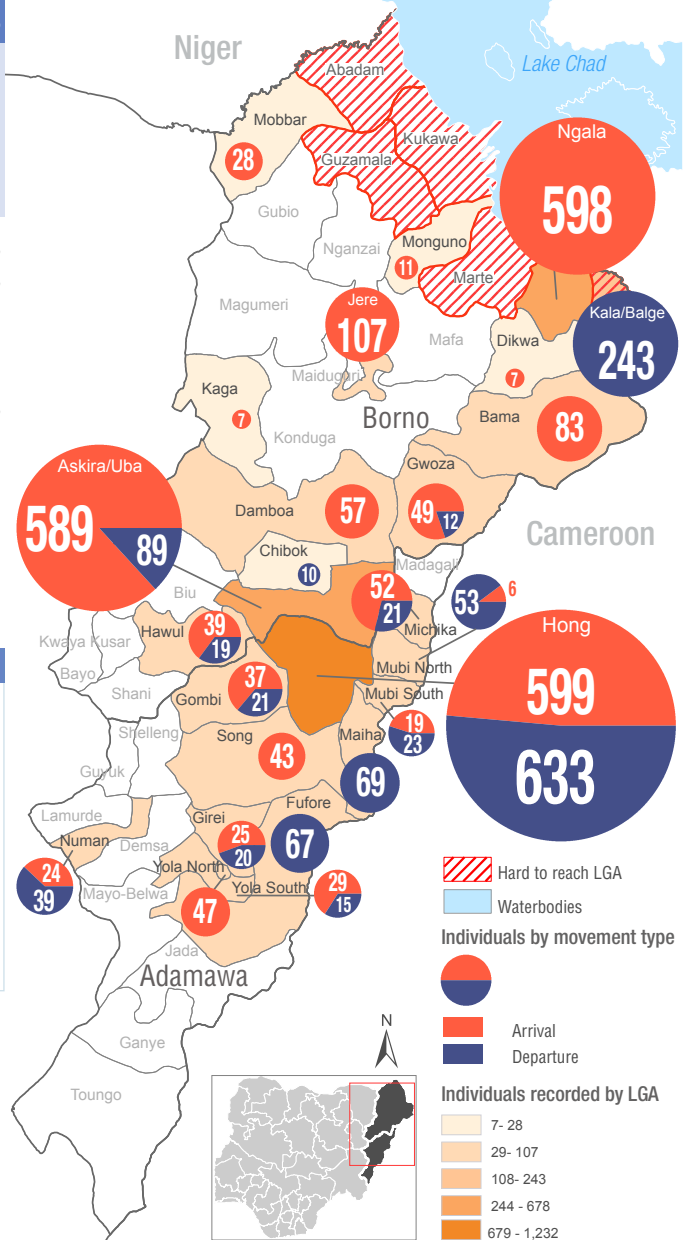 Niger
Lake Chad
Abadam
Mobbar
28
Kukawa
Guzamala
Ngala
598
Gubio
Nganzai
Monguno
11
Marte
Magumeri
Jere
107
Mafa
Dikwa
7
Kala/Balge
243
Maiduguri
Kaga
7
Borno
Konduga
Bama
83
Askira/Uba
589
89
Gwoza
49
12
Damboa
57
Cameroon
Chibok
10
Madagali
Biu
52
21
Michika
53
6
Kwaya Kusar
Hawul
39
19
Hong
599
633
Mubi North
Bayo
Shani
Gombi
37
21
Mubi South
19
23
Shelleng
Song
43
Maiha
69
Guyuk
Lamurde
Fufore
67
Girei
25
20
Numan
24
39
Demsa
Yola North
47
Yola South
29
15
Mayo-Belwa
Jada
Adamawa
Ganye
Toungo
Hard to reach LGA
Waterbodies
Individuals by movement type
Arrival
Departure
N
Individuals recorded by LGA
7- 28
29- 107
108- 243
244 - 678
679 - 1,232